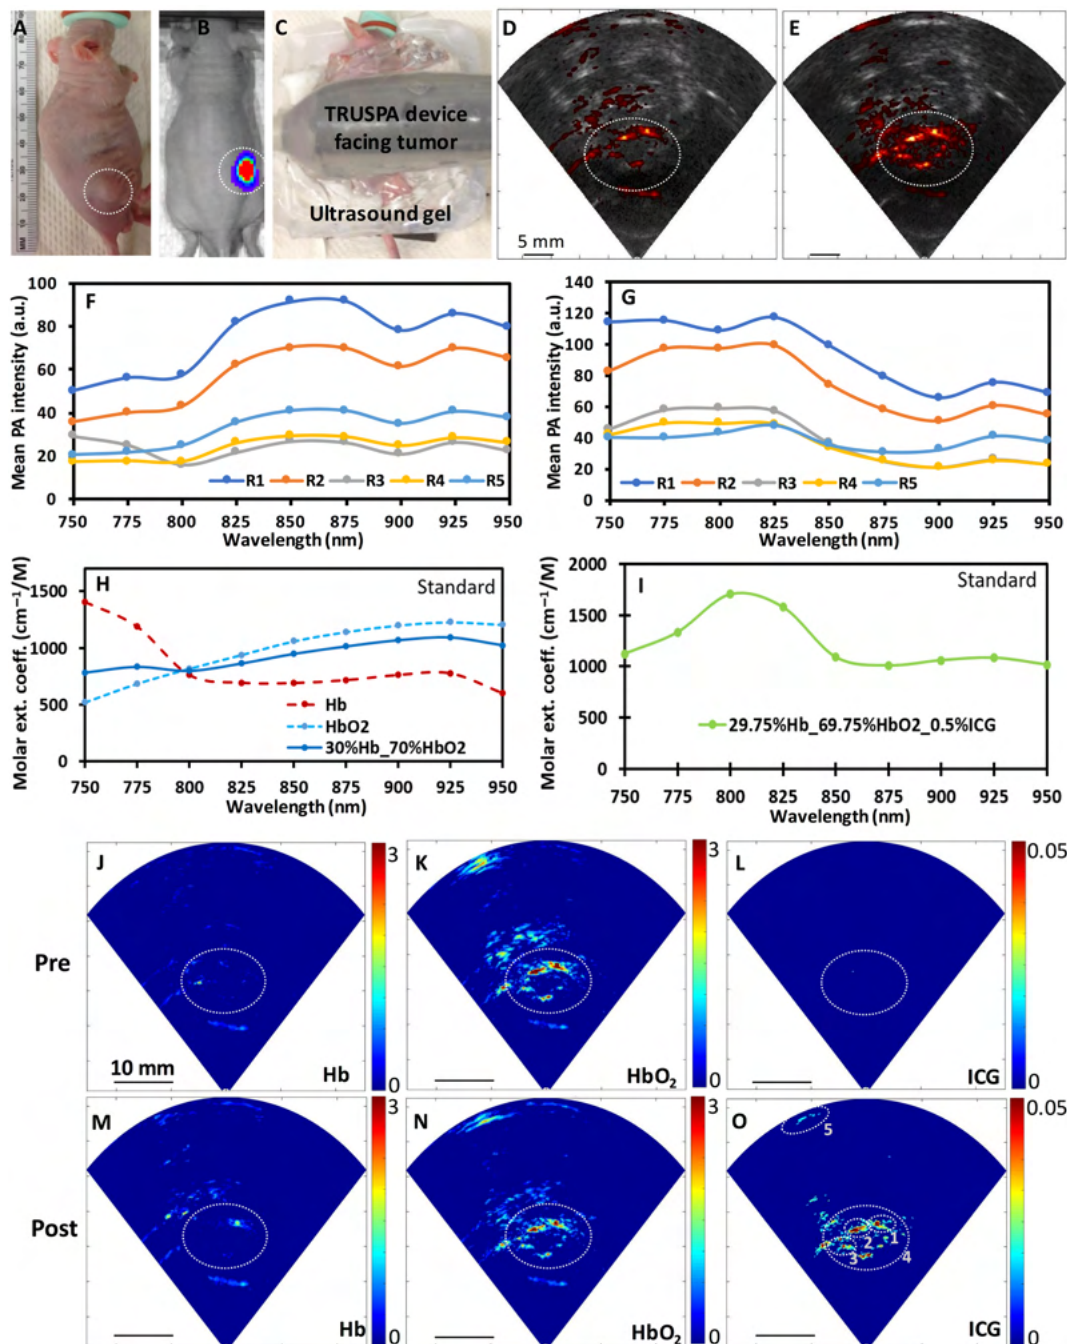 A
B
C
D
E
TRUSPA device
facing tumor
Ultrasound gel
5 mm
F
Mean PA intensity (a.u.)
100
80
60
40
20
0
R1 R2 R3 R4 R5
750 775 800 825 850 875 900 925 950
Wavelength (nm)
G
Mean PA intensity (a.u.)
140
120
100
80
60
40
20
0
R1 R2 R3 R4 R5
750 775 800 825 850 875 900 925 950
Wavelength (nm)
H
Standard
Molar ext. coeff. (cm−1/M)
1500
1000
500
0
Hb
HbO2
30%Hb_70%HbO2
750 775 800 825 850 875 900 925 950
Wavelength (nm)
I
Standard
Molar ext. coeff. (cm−1/M)
2000
1500
1000
500
0
29.75%Hb_69.75%HbO2_0.5%ICG
750 775 800 825 850 875 900 925 950
Wavelength (nm)
Pre
J
10 mm
Hb
3
0
K
HbO2
3
0
L
ICG
0.05
0
Post
M
Hb
3
0
N
HbO2
3
0
O
5
1
2
3
4
ICG
0.05
0